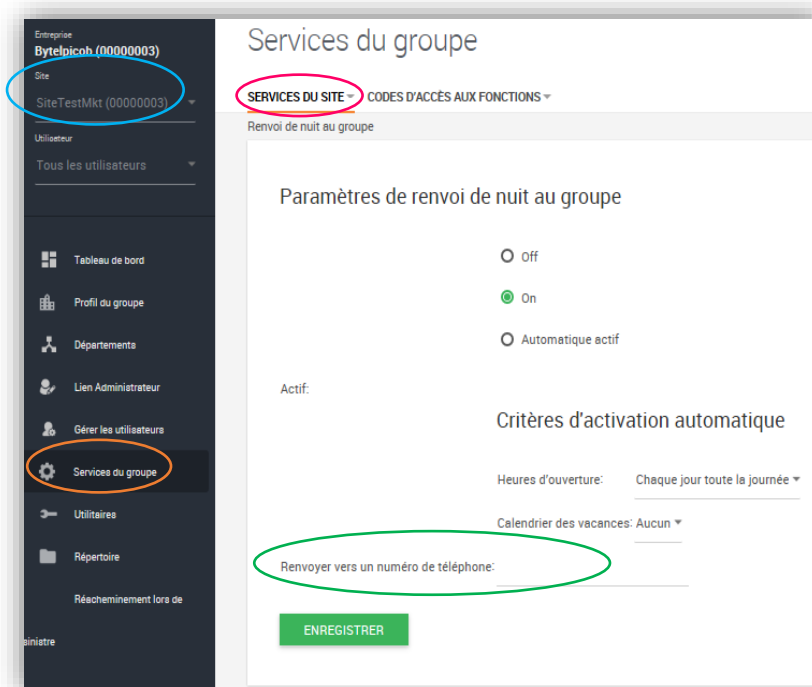 Entreprise
Bytelpicoh (00000003)
Site
SiteTestMkt (00000003)
Utilisateur
Tous les utilisateurs
Tableau de bord
Profil du groupe
Départements
Lien Administrateur
Gérer les utilisateurs
Services du groupe
Utilitaires
Répertoire
Réacheminement lors de
sinistre
Services du groupe
SERVICES DU SITE CODES D'ACCÈS AUX FONCTIONS
Renvoi de nuit au groupe
Paramètres de renvoi de nuit au groupe
Off
On
Automatique actif
Actif:
Critères d'activation automatique
Heures d'ouverture: Chaque jour toute la journée
Calendrier des vacances: Aucun
Renvoyer vers un numéro de téléphone:
ENREGISTRER